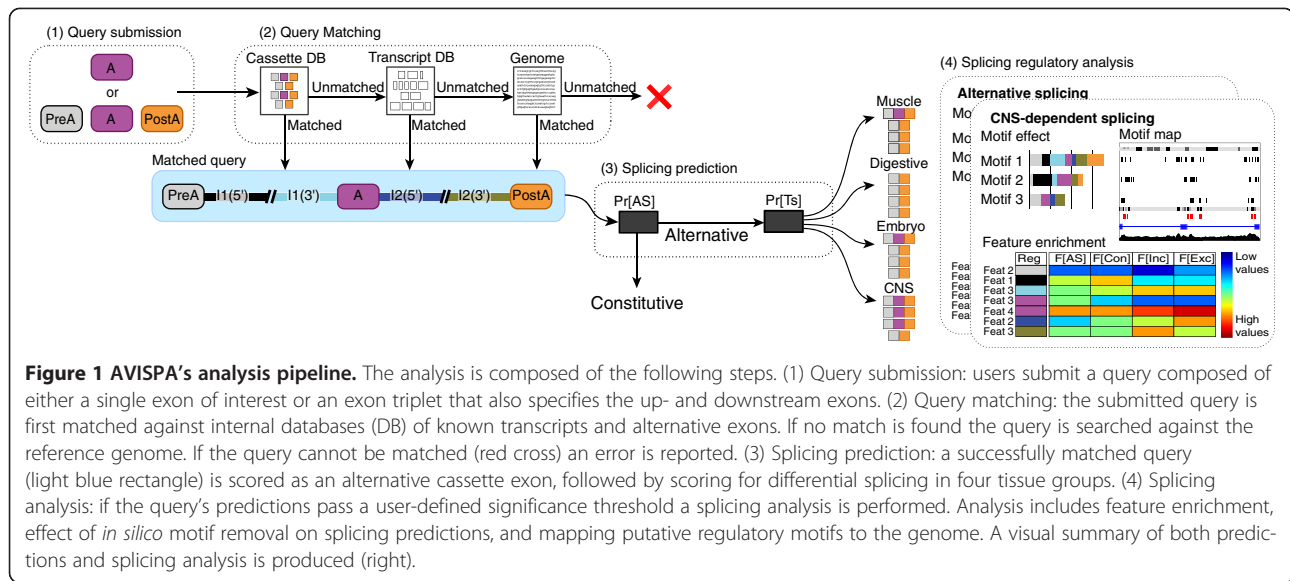 (1) Query submission
A
or
PreA A PostA
(2) Query Matching
Cassette DB Transcript DB Genome
Unmatched Unmatched Unmatched
Matched Matched Matched
Matched query
PreA I1(5') I1(3') A I2(5') I2(3') PostA
(3) Splicing prediction
Pr[AS] Pr[Ts]
Alternative
Constitutive
Muscle
Digestive
Embryo
CNS
(4) Splicing regulatory analysis
Alternative splicing
Mo
Mo
Mo
Mo
Feat
CNS-dependent splicing
Motif effect Motif map
Motif 1
Motif 2
Motif 3
Feature enrichment
Reg F[AS] F[Con] F[Inc] F[Exc]
Feat 2
Feat 1
Feat 3
Feat 3
Feat 4
Feat 2
Feat 3
Low
values
High
values
Figure 1 AVISPA's analysis pipeline. The analysis is composed of the following steps. (1) Query submission: users submit a query composed of
either a single exon of interest or an exon triplet that also specifies the up- and downstream exons. (2) Query matching: the submitted query is
first matched against internal databases (DB) of known transcripts and alternative exons. If no match is found the query is searched against the
reference genome. If the query cannot be matched (red cross) an error is reported. (3) Splicing prediction: a successfully matched query
(light blue rectangle) is scored as an alternative cassette exon, followed by scoring for differential splicing in four tissue groups. (4) Splicing
analysis: if the query's predictions pass a user-defined significance threshold a splicing analysis is performed. Analysis includes feature enrichment,
effect of in silico motif removal on splicing predictions, and mapping putative regulatory motifs to the genome. A visual summary of both predic-
tions and splicing analysis is produced (right).